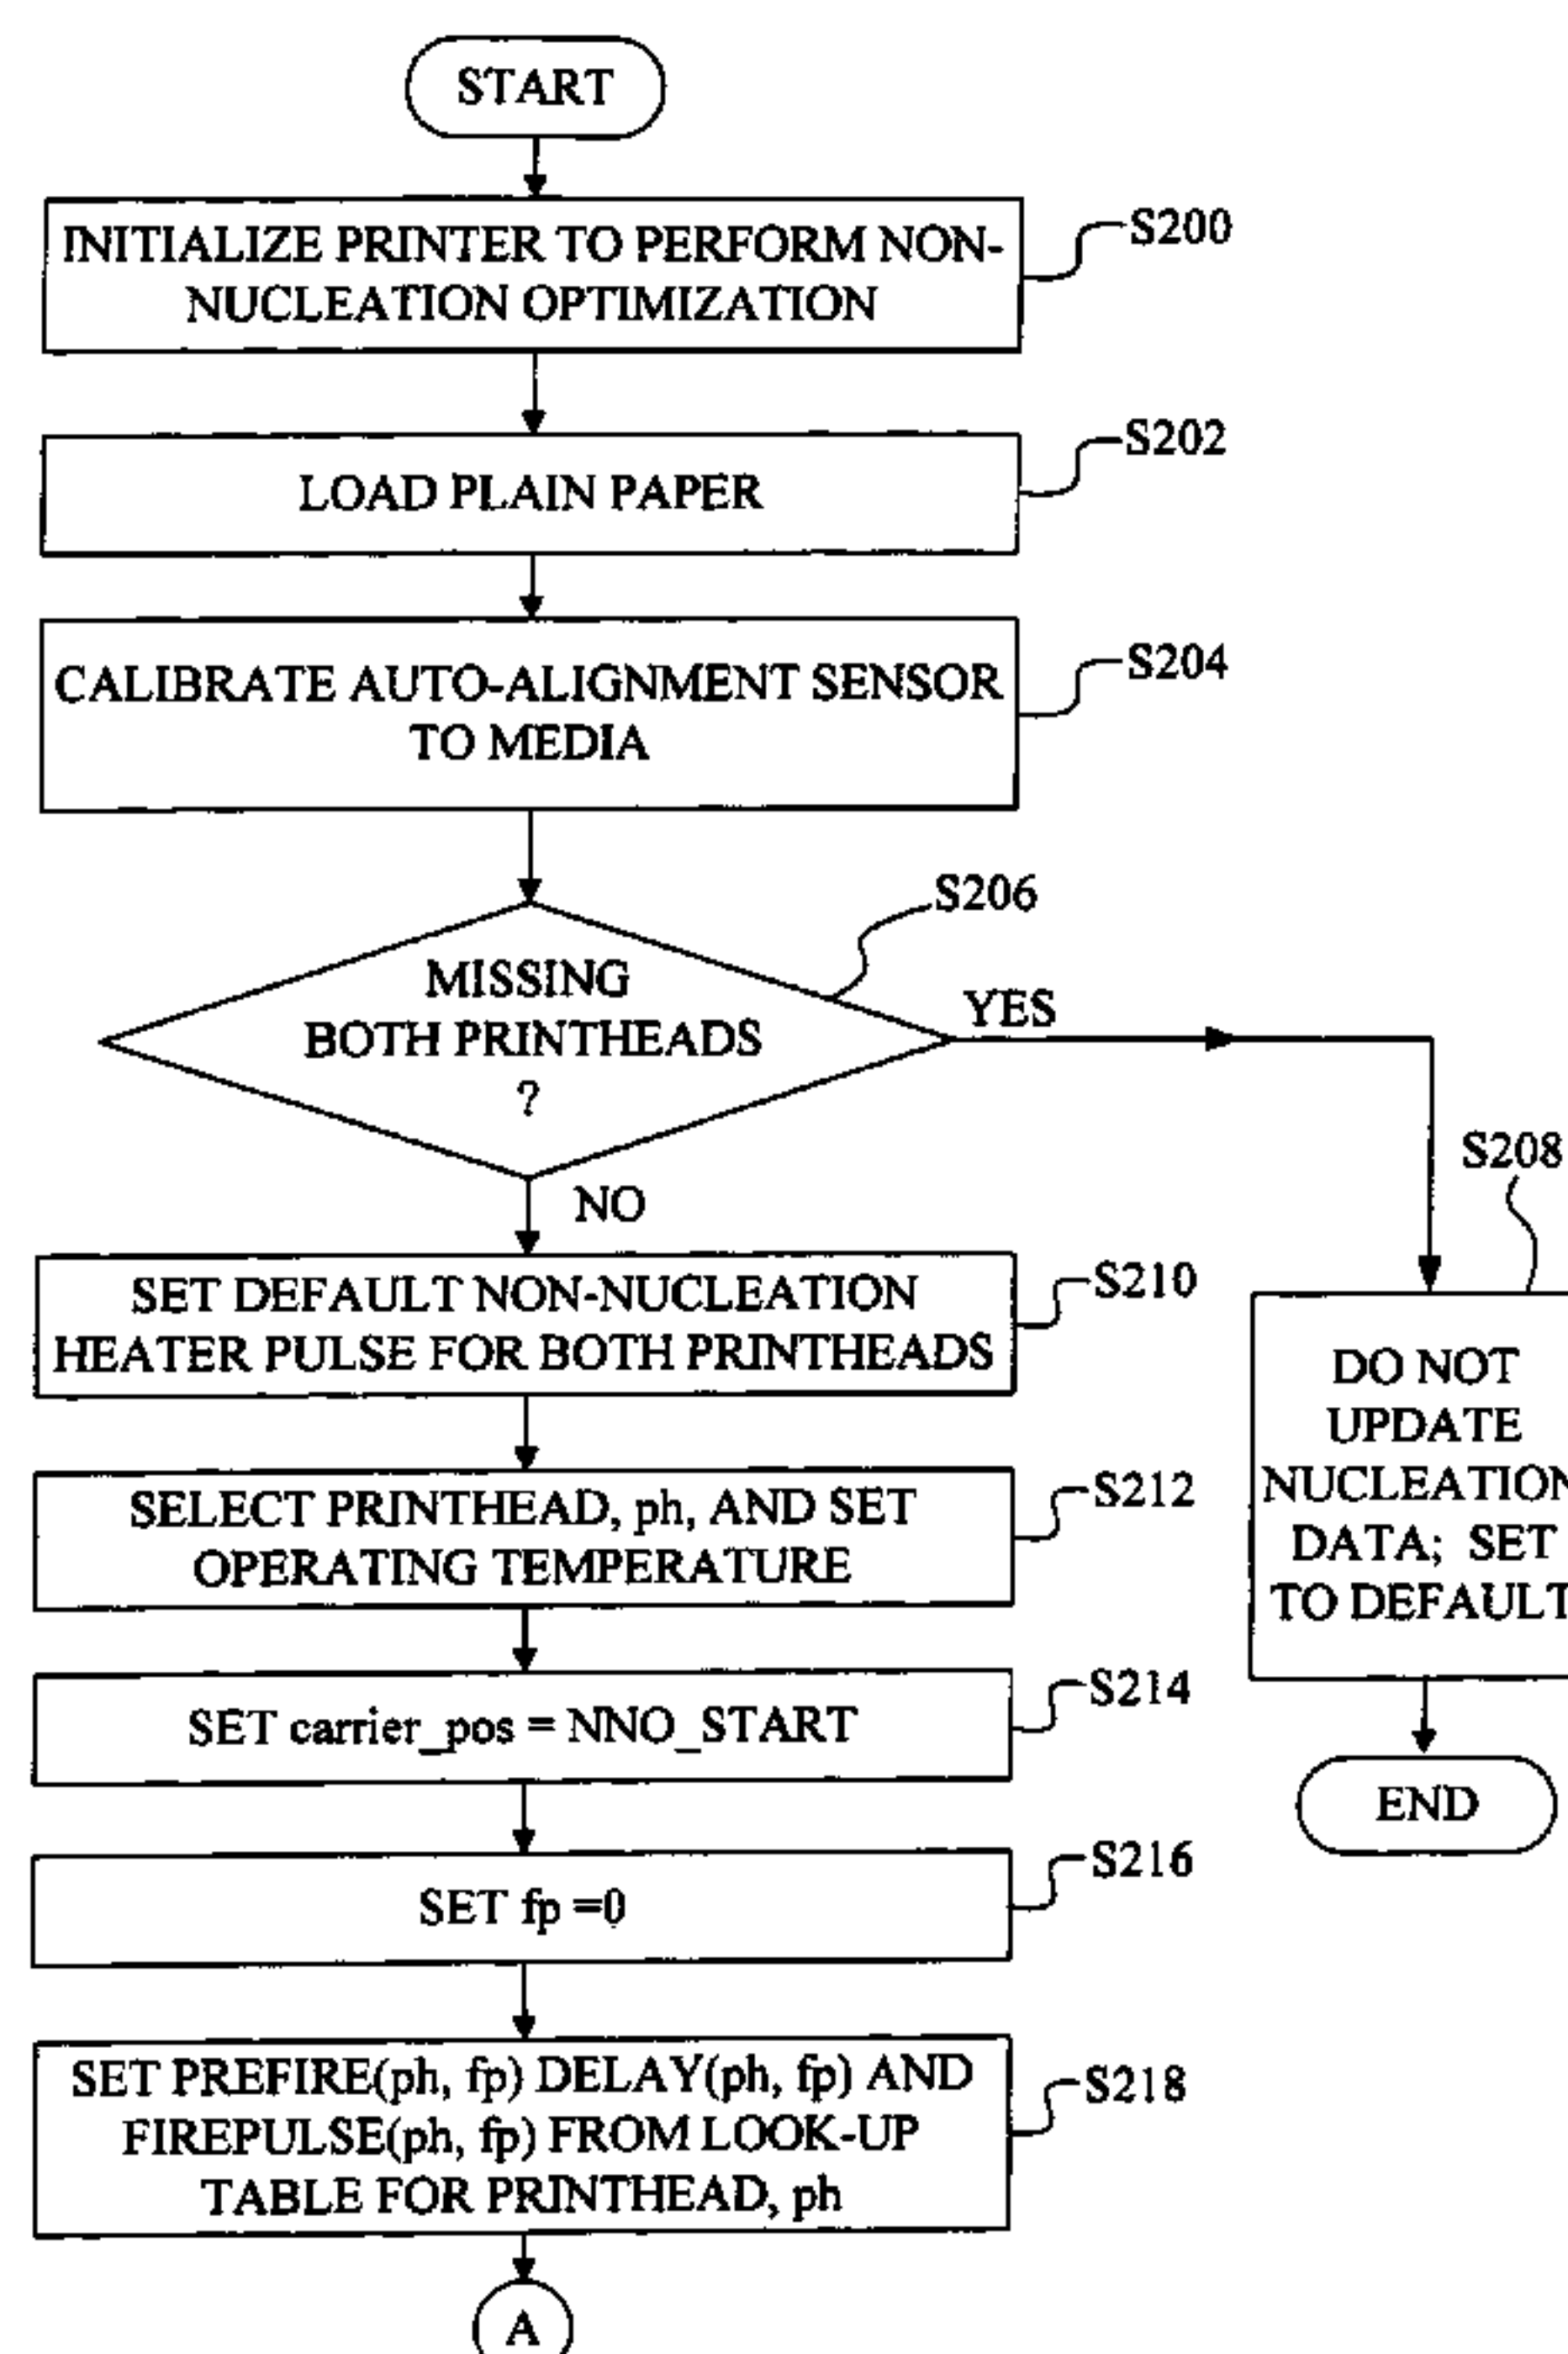 START
INITIALIZE PRINTER TO PERFORM NON-
NUCLEATION OPTIMIZATION
S200
LOAD PLAIN PAPER
S202
CALIBRATE AUTO-ALIGNMENT SENSOR
TO MEDIA
S204
MISSING
BOTH PRINTHEADS
?
S206
YES
NO
S208
DO NOT
UPDATE
NUCLEATION
DATA; SET
TO DEFAULT
END
SET DEFAULT NON-NUCLEATION
HEATER PULSE FOR BOTH PRINTHEADS
S210
SELECT PRINTHEAD, ph, AND SET
OPERATING TEMPERATURE
S212
SET carrier_pos = NNO_START
S214
SET fp =0
S216
SET PREFIRE(ph, fp) DELAY(ph, fp) AND
FIREPULSE(ph, fp) FROM LOOK-UP
TABLE FOR PRINTHEAD, ph
S218
A